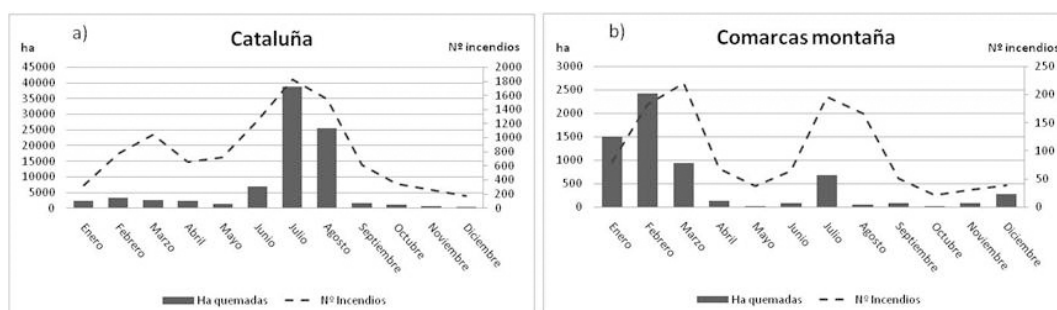 a)
Cataluña
ha
Nº incendios
45000
40000
35000
30000
25000
20000
15000
10000
5000
0
2000
1800
1600
1400
1200
1000
800
600
400
200
0
Enero
Febrero
Marzo
Abril
Mayo
Junio
Julio
Agosto
Septiembre
Octubre
Noviembre
Diciembre
Ha quemadas
Nº Incendios
b)
Comarcas montaña
ha
Nº incendios
3000
2500
2000
1500
1000
500
0
250
200
150
100
50
0
Enero
Febrero
Marzo
Abril
Mayo
Junio
Julio
Agosto
Septiembre
Octubre
Noviembre
Diciembre
Ha quemadas
Nº Incendios